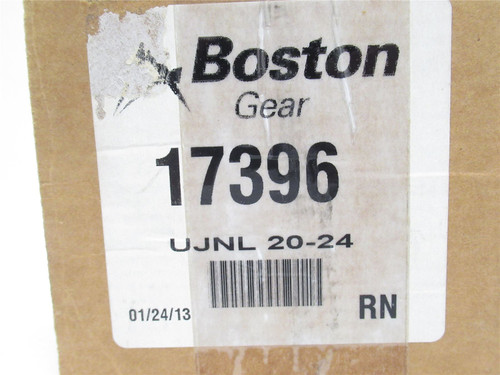 Boston
Gear
17396
UJNL 20-24
01/24/13 RN